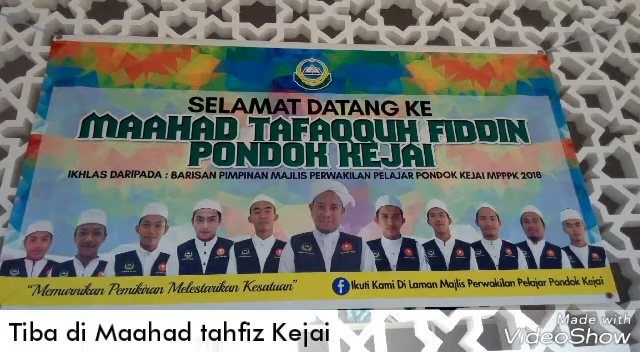 SELAMAT DATANG KE
MAAHAD TAFAQQUH FIDDIN
PONDOK KEJAI
IKHLAS DARIPADA : BARISAN PIMPINAN MAJLIS PERWAKILAN PELAJAR PONDOK KEJAI MPPPK 2018
"Memurnikan Pemikiran Melestarikan Kesatuan"
f Ikuti Kami Di Laman Majlis Perwakilan Pelajar Pondok Kejai
Tiba di Maahad tahfiz Kejai
Made with
VideoShow